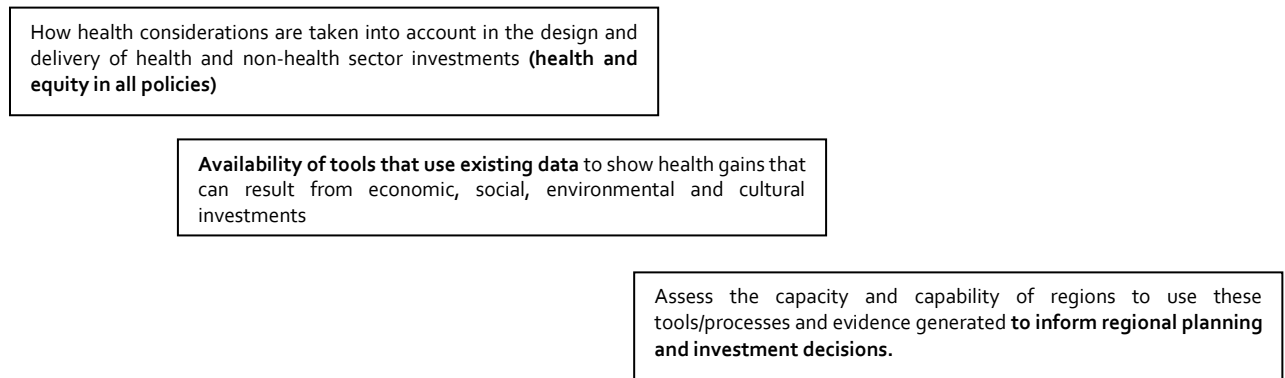 How health considerations are taken into account in the design and
delivery of health and non-health sector investments (health and
equity in all policies)
Availability of tools that use existing data to show health gains that
can result from economic, social, environmental and cultural
investments
Assess the capacity and capability of regions to use these
tools/processes and evidence generated to inform regional planning
and investment decisions.